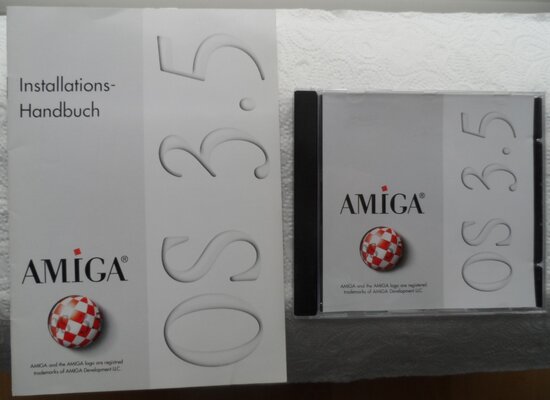 Installations-
Handbuch
OS 3.5
AMIGA®
AMIGA and the AMIGA logo are registred
trademarks of AMIGA Development LLC.
OS 3.5
AMIGA®
AMIGA and the AMIGA logo are registered
trademarks of AMIGA Development LLC.